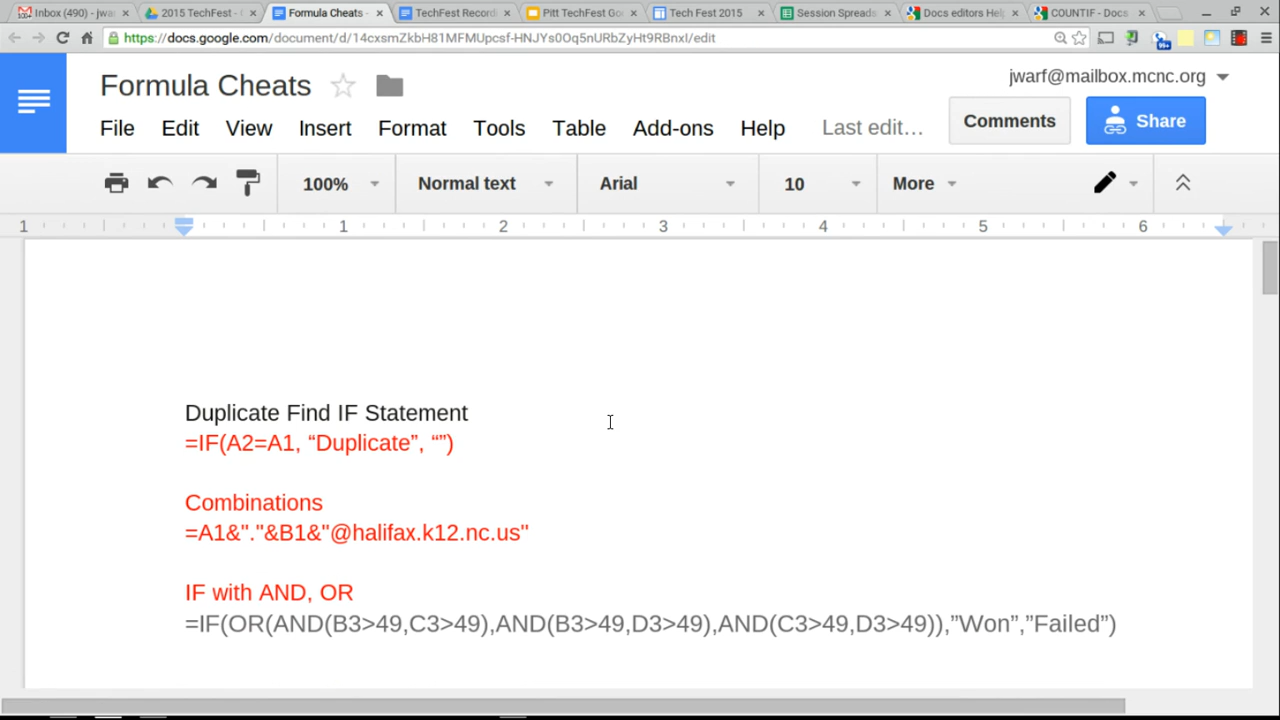 Inbox (490) - jwa
2015 TechFest - 
Formula Cheats -
TechFest Record
Pitt TechFest Go
Tech Fest 2015
Session Spreads
Docs editors Hel
COUNTIF - Docs
https://docs.google.com/document/d/14cxsmZkbH81MFMUpcsf-HNJYs0Oq5nURbZyHt9RBnxI/edit
Formula Cheats
jwarf@mailbox.mcnc.org
File Edit View Insert Format Tools Table Add-ons Help Last edit…
Comments
Share
100% Normal text Arial 10 More
1 1 2 3 4 5 6
Duplicate Find IF Statement
=IF(A2=A1, “Duplicate”, “”)
Combinations
=A1&"."&B1&"@halifax.k12.nc.us"
IF with AND, OR
=IF(OR(AND(B3>49,C3>49),AND(B3>49,D3>49),AND(C3>49,D3>49)),”Won”,”Failed”)